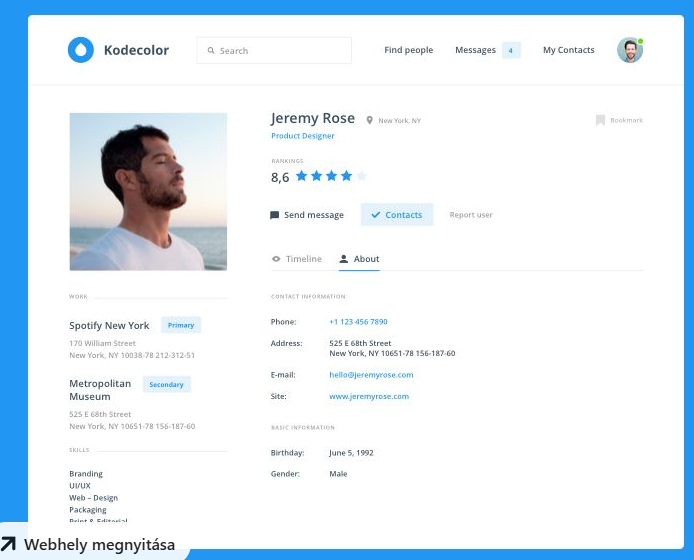 Kodecolor
Search
Find people
Messages
4
My Contacts
Jeremy Rose
New York, NY
Bookmark
Product Designer
RANKINGS
8,6
Send message
Contacts
Report user
Timeline
About
WORK
Spotify New York
Primary
170 William Street
New York, NY 10038-78 212-312-51
Metropolitan
Museum
Secondary
525 E 68th Street
New York, NY 10651-78 156-187-60
SKILLS
Branding
UI/UX
Web – Design
Packaging
Print & Editorial
CONTACT INFORMATION
Phone:
+1 123 456 7890
Address:
525 E 68th Street
New York, NY 10651-78 156-187-60
E-mail:
hello@jeremyrose.com
Site:
www.jeremyrose.com
BASIC INFORMATION
Birthday:
June 5, 1992
Gender:
Male
Webhely megnyitása